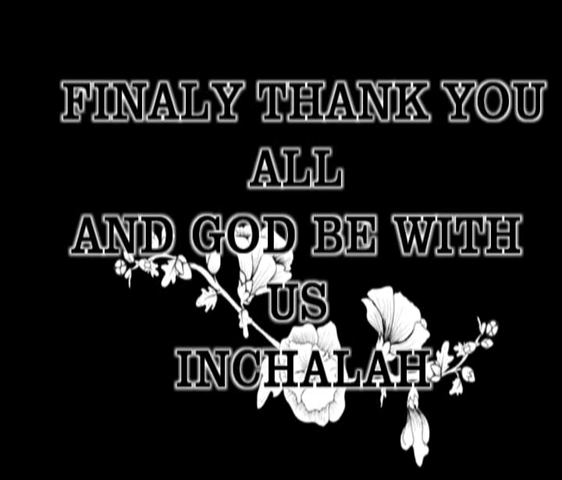 FINALY THANK YOU
ALL
AND GOD BE WITH
US
INCHALAH